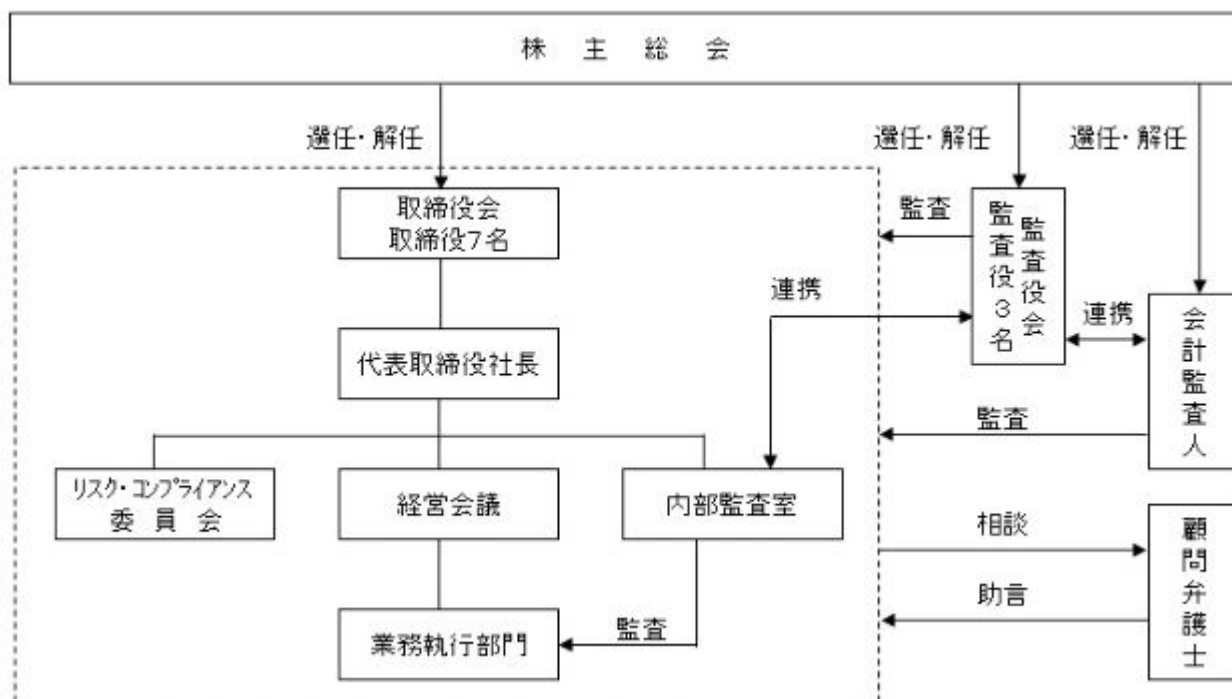 株 主 総 会
選任・解任
選任・解任
選任・解任
取締役会
取締役7名
監査
監査役会
監査役3名
連携
連携
会計監査人
代表取締役社長
監査
リスク・コンプライアンス
委 員 会
経営会議
内部監査室
相談
顧問弁護士
助言
業務執行部門
監査